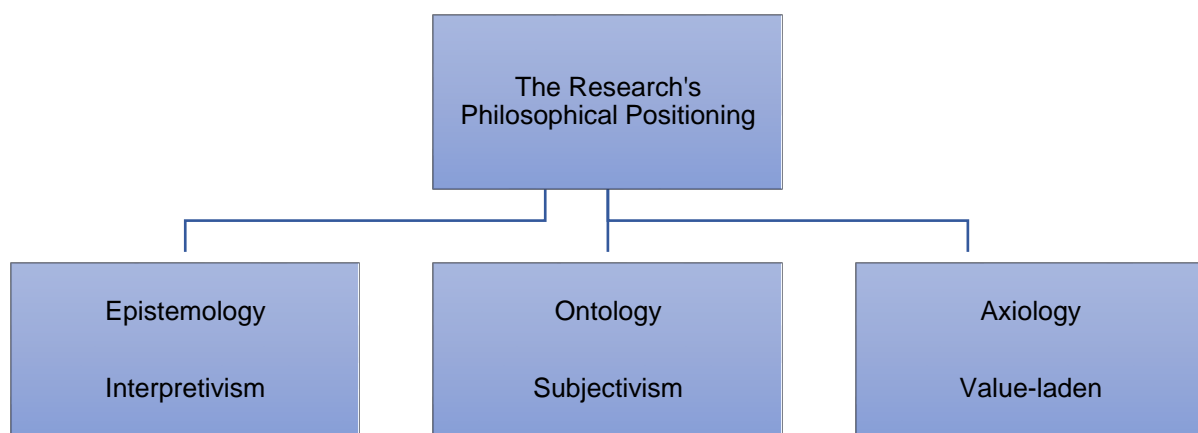 The Research's
Philosophical Positioning
Epistemology
Interpretivism
Ontology
Subjectivism
Axiology
Value-laden